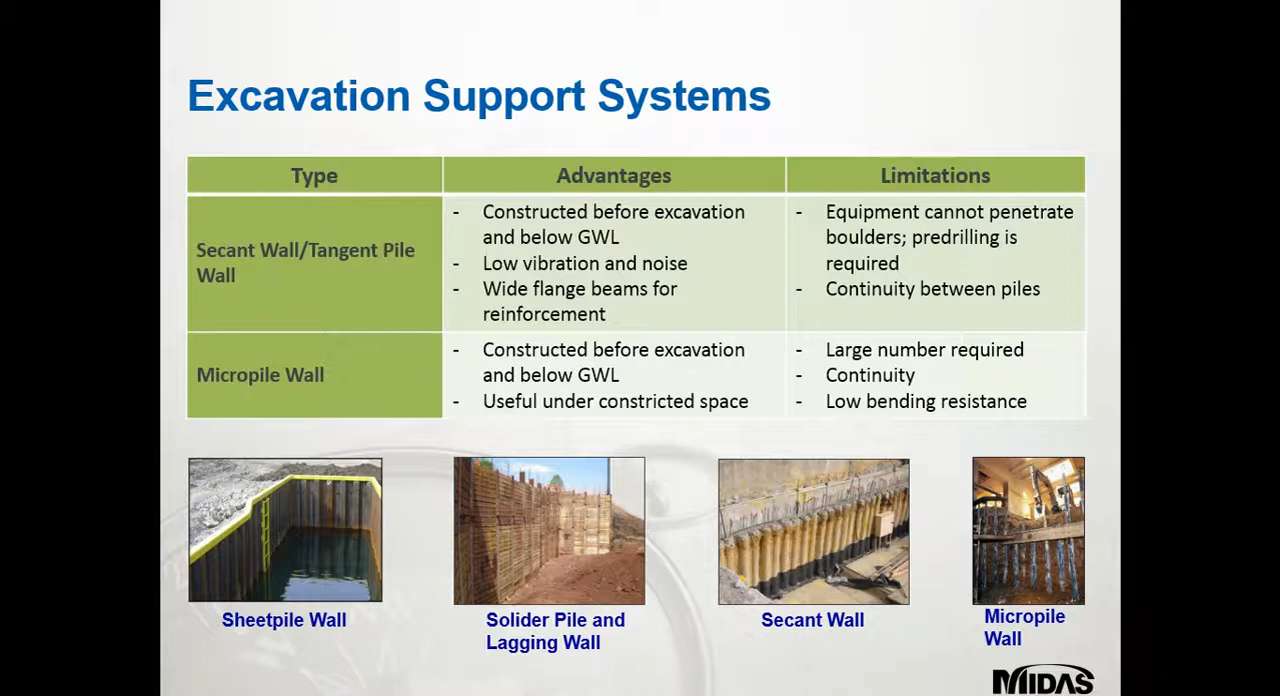 Excavation Support Systems
Type
Advantages
Limitations
Secant Wall/Tangent Pile
Wall
- Constructed before excavation
and below GWL
- Low vibration and noise
- Wide flange beams for
reinforcement
- Equipment cannot penetrate
boulders; predrilling is
required
- Continuity between piles
Micropile Wall
- Constructed before excavation
and below GWL
- Useful under constricted space
- Large number required
- Continuity
- Low bending resistance
Sheetpile Wall
Solider Pile and
Lagging Wall
Secant Wall
Micropile
Wall
MIDAS